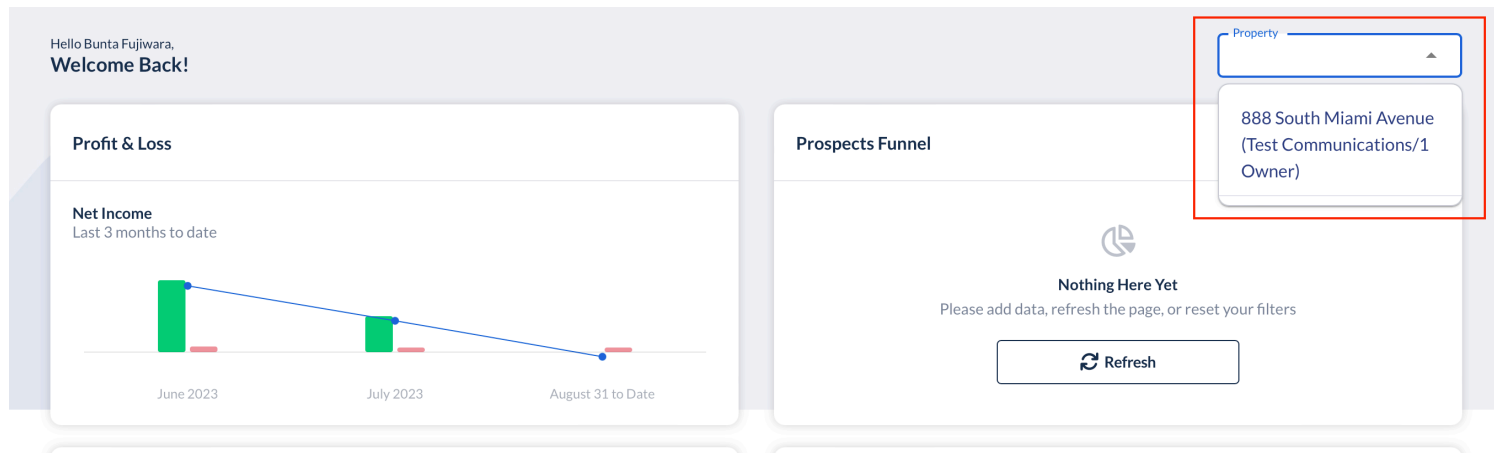 Hello Bunta Fujiwara,
Welcome Back!
Property
888 South Miami Avenue
(Test Communications/1
Owner)
Profit & Loss
Net Income
Last 3 months to date
June 2023
July 2023
August 31 to Date
Prospects Funnel
Nothing Here Yet
Please add data, refresh the page, or reset your filters
Refresh